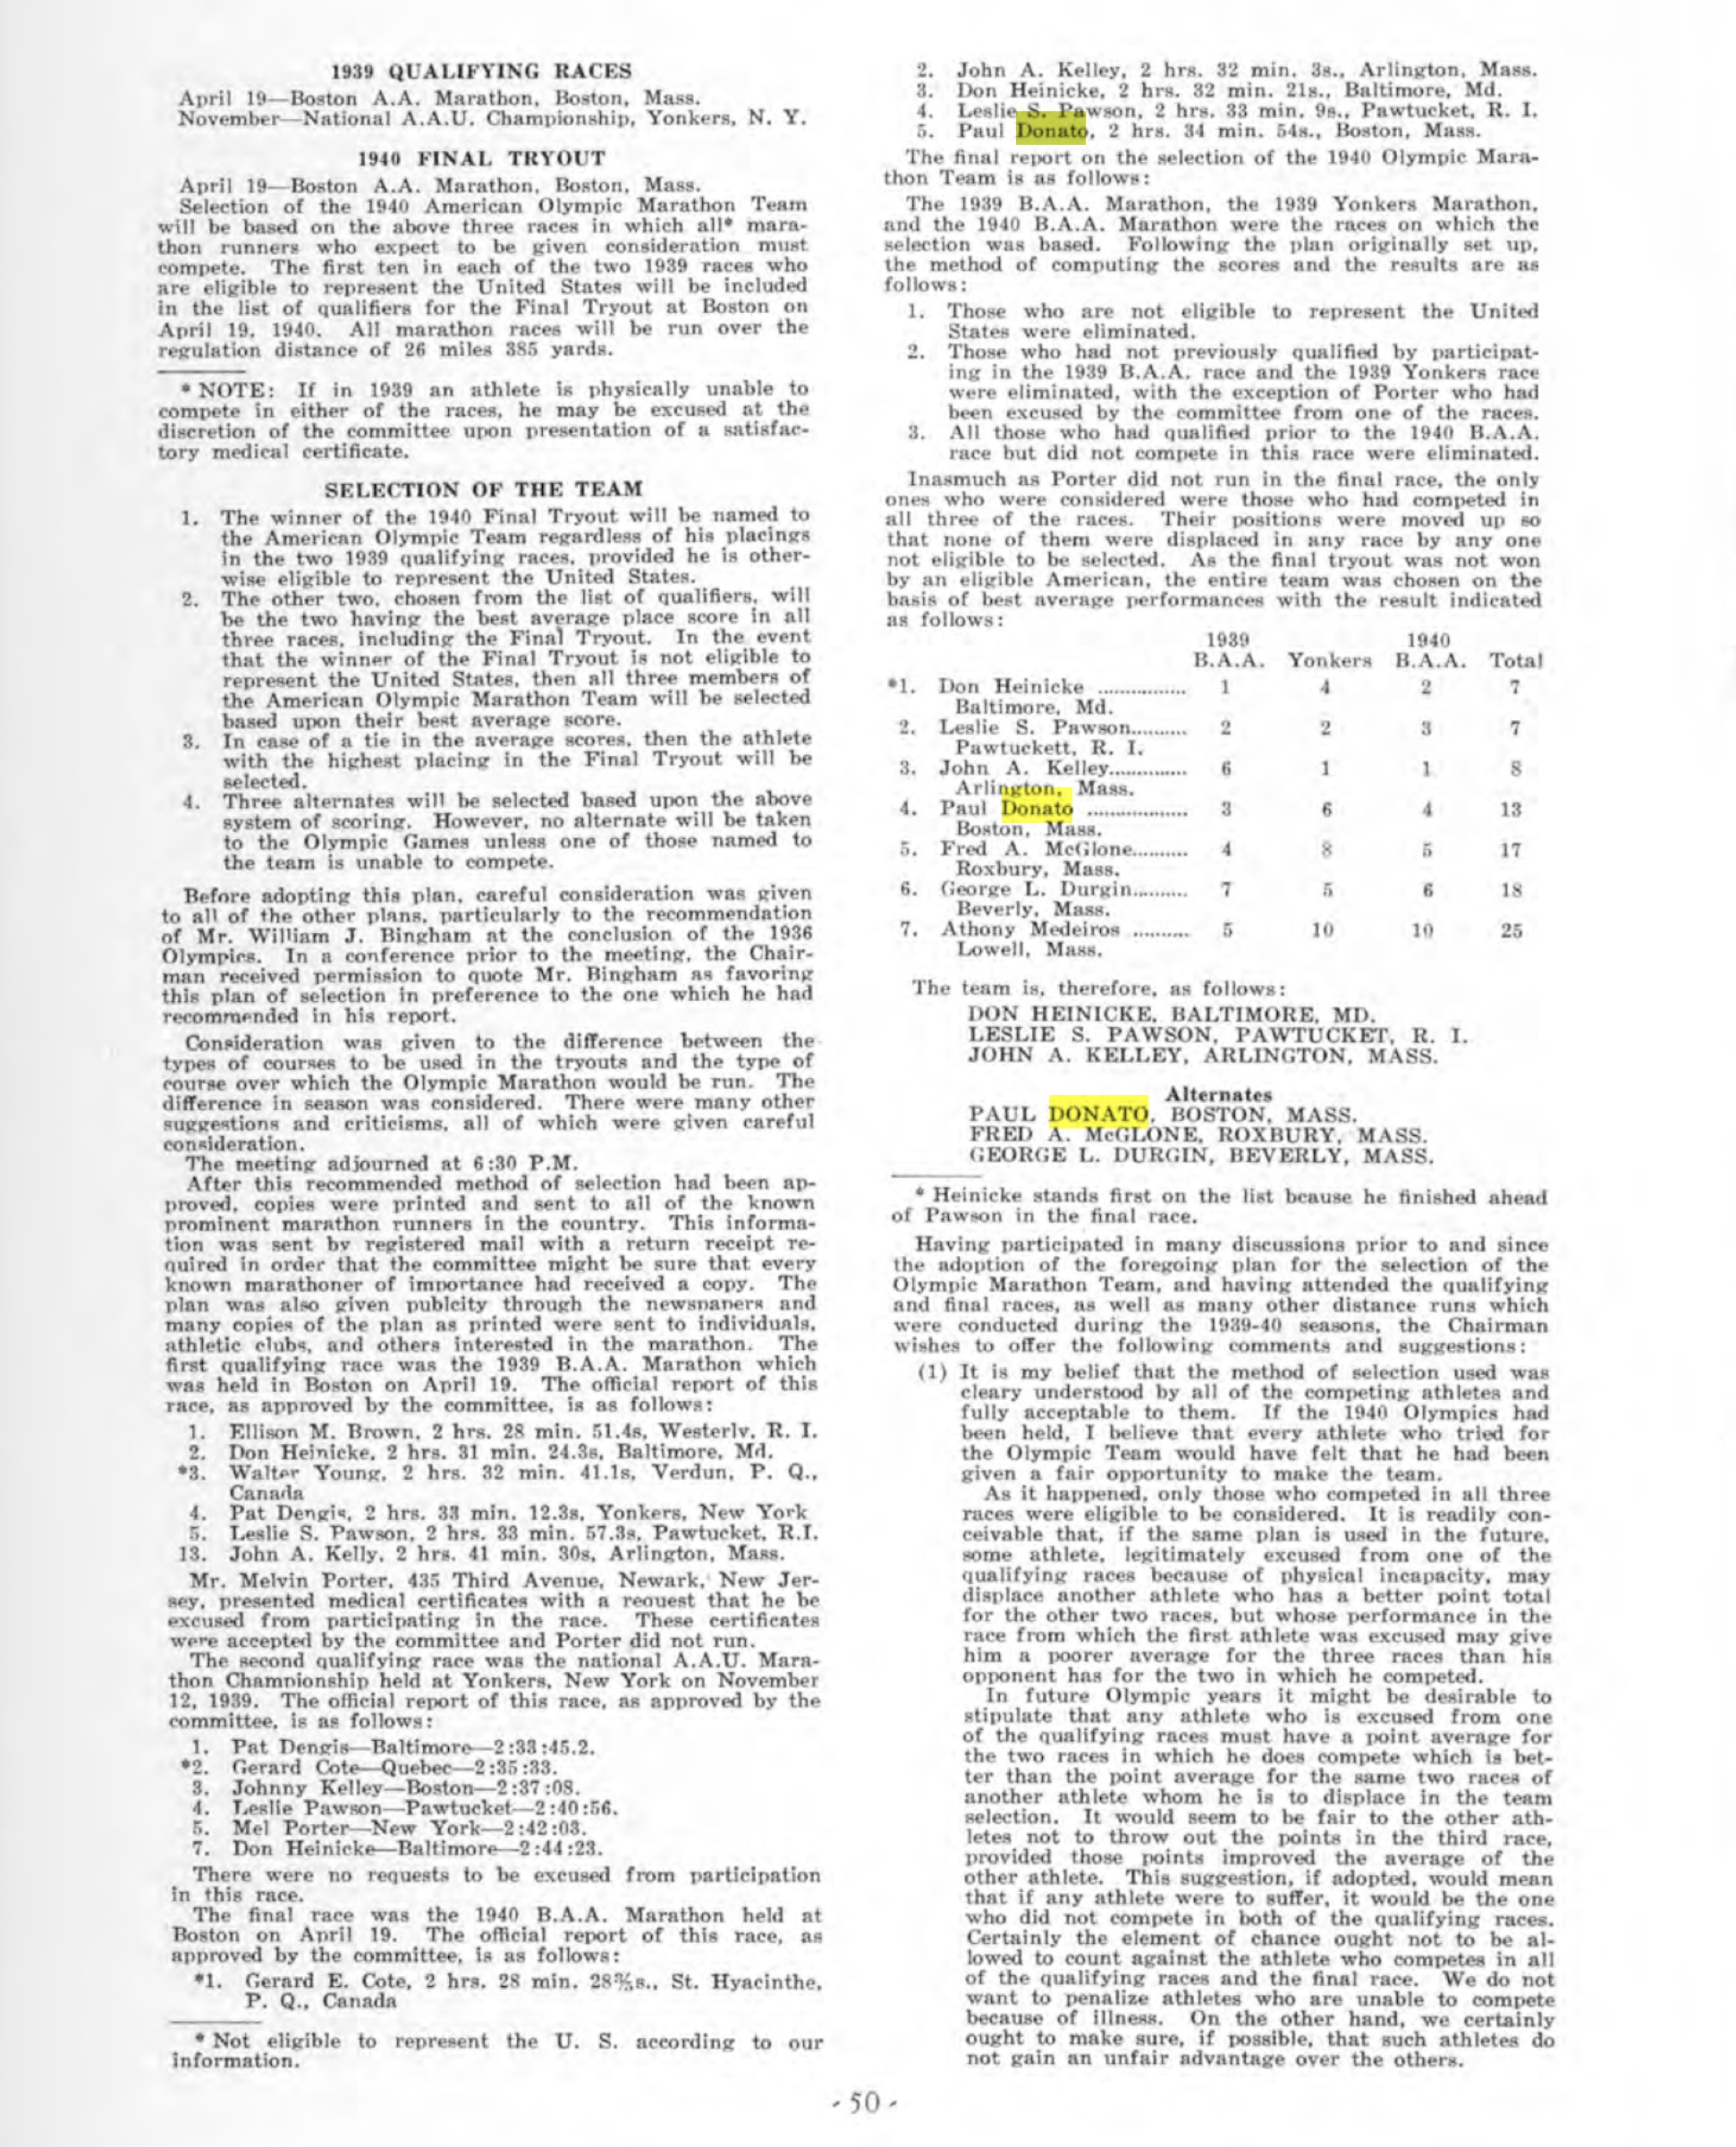 1939 QUALIFYING RACES
April 19—Boston A.A. Marathon, Boston, Mass.
November—National A.A.U. Championship, Yonkers, N. Y.
1940 FINAL TRYOUT
April 19—Boston A.A. Marathon, Boston, Mass.
Selection of the 1940 American Olympic Marathon Team
will be based on the above three races in which all* mara-
thon runners who expect to be given consideration must
compete. The first ten in each of the two 1939 races who
are eligible to represent the United States will be included
in the list of qualifiers for the Final Tryout at Boston on
April 19, 1940. All marathon races will be run over the
regulation distance of 26 miles 385 yards.
* NOTE: If in 1939 an athlete is physically unable to
compete in either of the races, he may be excused at the
discretion of the committee upon presentation of a satisfac-
tory medical certificate.
SELECTION OF THE TEAM
1. The winner of the 1940 Final Tryout will be named to
the American Olympic Team regardless of his placings
in the two 1939 qualifying races, provided he is other-
wise eligible to represent the United States.
2. The other two, chosen from the list of qualifiers, will
be the two having the best average place score in all
three races, including the Final Tryout. In the event
that the winner of the Final Tryout is not eligible to
represent the United States, then all three members of
the American Olympic Marathon Team will be selected
based upon their best average score.
3. In case of a tie in the average scores, then the athlete
with the highest placing in the Final Tryout will be
selected.
4. Three alternates will be selected based upon the above
system of scoring. However, no alternate will be taken
to the Olympic Games unless one of those named to
the team is unable to compete.
Before adopting this plan, careful consideration was given
to all of the other plans, particularly to the recommendation
of Mr. William J. Bingham at the conclusion of the 1936
Olympics. In a conference prior to the meeting, the Chair-
man received permission to quote Mr. Bingham as favoring
this plan of selection in preference to the one which he had
recommended in his report.
Consideration was given to the difference between the
types of courses to be used in the tryouts and the type of
course over which the Olympic Marathon would be run. The
difference in season was considered. There were many other
suggestions and criticisms, all of which were given careful
consideration.
The meeting adjourned at 6:30 P.M.
After this recommended method of selection had been ap-
proved, copies were printed and sent to all of the known
prominent marathon runners in the country. This informa-
tion was sent by registered mail with a return receipt re-
quired in order that the committee might be sure that every
known marathoner of importance had received a copy. The
plan was also given publcity through the newspapers and
many copies of the plan as printed were sent to individuals,
athletic clubs, and others interested in the marathon. The
first qualifying race was the 1939 B.A.A. Marathon which
was held in Boston on April 19. The official report of this
race, as approved by the committee, is as follows:
1. Ellison M. Brown, 2 hrs. 28 min. 51.4s, Westerly, R. I.
2. Don Heinicke, 2 hrs. 31 min. 24.3s, Baltimore, Md.
*3. Walter Young, 2 hrs. 32 min. 41.1s, Verdun, P. Q.,
Canada
4. Pat Dengis, 2 hrs. 33 min. 12.3s, Yonkers, New York
5. Leslie S. Pawson, 2 hrs. 33 min. 57.3s, Pawtucket, R.I.
13. John A. Kelly, 2 hrs. 41 min. 30s, Arlington, Mass.
Mr. Melvin Porter, 435 Third Avenue, Newark, New Jer-
sey, presented medical certificates with a request that he be
excused from participating in the race. These certificates
were accepted by the committee and Porter did not run.
The second qualifying race was the national A.A.U. Mara-
thon Championship held at Yonkers, New York on November
12, 1939. The official report of this race, as approved by the
committee, is as follows:
1. Pat Dengis—Baltimore—2:33:45.2.
*2. Gerard Cote—Quebec—2:35:33.
3. Johnny Kelley—Boston—2:37:08.
4. Leslie Pawson—Pawtucket—2:40:56.
5. Mel Porter—New York—2:42:03.
7. Don Heinicke—Baltimore—2:44:23.
There were no requests to be excused from participation
in this race.
The final race was the 1940 B.A.A. Marathon held at
Boston on April 19. The official report of this race, as
approved by the committee, is as follows:
*1. Gerard E. Cote, 2 hrs. 28 min. 28⅗s., St. Hyacinthe,
P. Q., Canada
* Not eligible to represent the U. S. according to our
information.
2. John A. Kelley, 2 hrs. 32 min. 3s., Arlington, Mass.
3. Don Heinicke, 2 hrs. 32 min. 21s., Baltimore, Md.
4. Leslie S. Pawson, 2 hrs. 33 min. 9s., Pawtucket, R. I.
5. Paul Donato, 2 hrs. 34 min. 54s., Boston, Mass.
The final report on the selection of the 1940 Olympic Mara-
thon Team is as follows:
The 1939 B.A.A. Marathon, the 1939 Yonkers Marathon,
and the 1940 B.A.A. Marathon were the races on which the
selection was based. Following the plan originally set up,
the method of computing the scores and the results are as
follows:
1. Those who are not eligible to represent the United
States were eliminated.
2. Those who had not previously qualified by participat-
ing in the 1939 B.A.A. race and the 1939 Yonkers race
were eliminated, with the exception of Porter who had
been excused by the committee from one of the races.
3. All those who had qualified prior to the 1940 B.A.A.
race but did not compete in this race were eliminated.
Inasmuch as Porter did not run in the final race, the only
ones who were considered were those who had competed in
all three of the races. Their positions were moved up so
that none of them were displaced in any race by any one
not eligible to be selected. As the final tryout was not won
by an eligible American, the entire team was chosen on the
basis of best average performances with the result indicated
as follows:
1939 1940
B.A.A. Yonkers B.A.A. Total
*1. Don Heinicke ................ 1 4 2 7
Baltimore, Md.
2. Leslie S. Pawson.......... 2 2 3 7
Pawtuckett, R. I.
3. John A. Kelley.............. 6 1 1 8
Arlington, Mass.
4. Paul Donato .................. 3 6 4 13
Boston, Mass.
5. Fred A. McGlone.......... 4 8 5 17
Roxbury, Mass.
6. George L. Durgin.......... 7 5 6 18
Beverly, Mass.
7. Athony Medeiros .......... 5 10 10 25
Lowell, Mass.
The team is, therefore, as follows:
DON HEINICKE, BALTIMORE, MD.
LESLIE S. PAWSON, PAWTUCKET, R. I.
JOHN A. KELLEY, ARLINGTON, MASS.
Alternates
PAUL DONATO, BOSTON, MASS.
FRED A. McGLONE, ROXBURY, MASS.
GEORGE L. DURGIN, BEVERLY, MASS.
* Heinicke stands first on the list bcause he finished ahead
of Pawson in the final race.
Having participated in many discussions prior to and since
the adoption of the foregoing plan for the selection of the
Olympic Marathon Team, and having attended the qualifying
and final races, as well as many other distance runs which
were conducted during the 1939-40 seasons, the Chairman
wishes to offer the following comments and suggestions:
(1) It is my belief that the method of selection used was
cleary understood by all of the competing athletes and
fully acceptable to them. If the 1940 Olympics had
been held, I believe that every athlete who tried for
the Olympic Team would have felt that he had been
given a fair opportunity to make the team.
As it happened, only those who competed in all three
races were eligible to be considered. It is readily con-
ceivable that, if the same plan is used in the future,
some athlete, legitimately excused from one of the
qualifying races because of physical incapacity, may
displace another athlete who has a better point total
for the other two races, but whose performance in the
race from which the first athlete was excused may give
him a poorer average for the three races than his
opponent has for the two in which he competed.
In future Olympic years it might be desirable to
stipulate that any athlete who is excused from one
of the qualifying races must have a point average for
the two races in which he does compete which is bet-
ter than the point average for the same two races of
another athlete whom he is to displace in the team
selection. It would seem to be fair to the other ath-
letes not to throw out the points in the third race,
provided those points improved the average of the
other athlete. This suggestion, if adopted, would mean
that if any athlete were to suffer, it would be the one
who did not compete in both of the qualifying races.
Certainly the element of chance ought not to be al-
lowed to count against the athlete who competes in all
of the qualifying races and the final race. We do not
want to penalize athletes who are unable to compete
because of illness. On the other hand, we certainly
ought to make sure, if possible, that such athletes do
not gain an unfair advantage over the others.
- 50 -